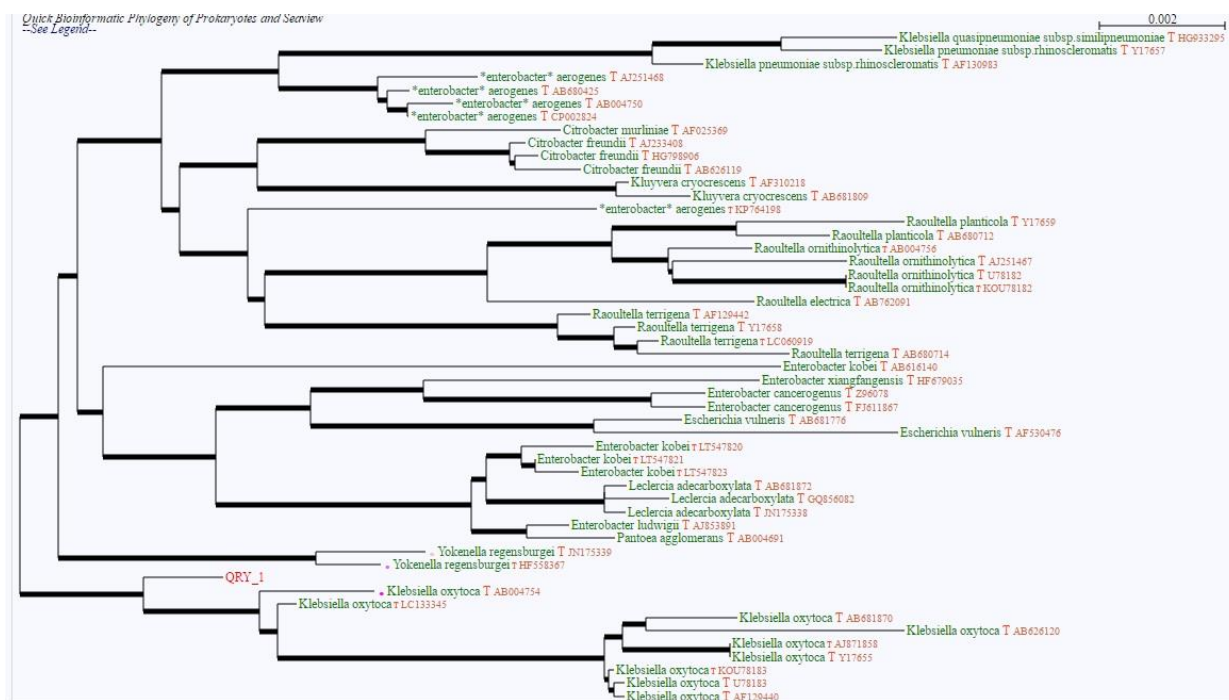 Quick Bioinformatic Phylogeny of Prokaryotes and Seaview
--See Legend--
0.002
Klebsiella quasipneumoniae subsp.similipneumoniae T HG933295
Klebsiella pneumoniae subsp.rhinoscleromatis T Y17657
Klebsiella pneumoniae subsp.rhinoscleromatis T AF130983
*enterobacter* aerogenes T AJ251468
*enterobacter* aerogenes T AB680425
*enterobacter* aerogenes T AB004750
*enterobacter* aerogenes T CP002824
Citrobacter murliniae T AF025369
Citrobacter freundii T AJ233408
Citrobacter freundii T HG798906
Citrobacter freundii T AB626119
Kluyvera cryocrescens T AF310218
Kluyvera cryocrescens T AB681809
*enterobacter* aerogenes T KP764198
Raoultella planticola T Y17659
Raoultella planticola T AB680712
Raoultella ornithinolytica T AB004756
Raoultella ornithinolytica T AJ251467
Raoultella ornithinolytica T U78182
Raoultella ornithinolytica T KOU78182
Raoultella electrica T AB762091
Raoultella terrigena T AF129442
Raoultella terrigena T Y17658
Raoultella terrigena T LC060919
Raoultella terrigena T AB680714
Enterobacter kobei T AB616140
Enterobacter xiangfangensis T HF679035
Enterobacter cancerogenus T Z96078
Enterobacter cancerogenus T FJ611867
Escherichia vulneris T AB681776
Escherichia vulneris T AF530476
Enterobacter kobei T LT547820
Enterobacter kobei T LT547821
Enterobacter kobei T LT547823
Leclercia adecarboxylata T AB681872
Leclercia adecarboxylata T GQ856082
Leclercia adecarboxylata T JN175338
Enterobacter ludwigii T AJ853891
Pantoea agglomerans T AB004691
Yokenella regensburgei T JN175339
Yokenella regensburgei T HF558367
QRY_1
Klebsiella oxytoca T AB004754
Klebsiella oxytoca T LC133345
Klebsiella oxytoca T AB681870
Klebsiella oxytoca T AB626120
Klebsiella oxytoca T AJ871858
Klebsiella oxytoca T Y17655
Klebsiella oxytoca T KOU78183
Klebsiella oxytoca T U78183
Klebsiella oxytoca T AF129440